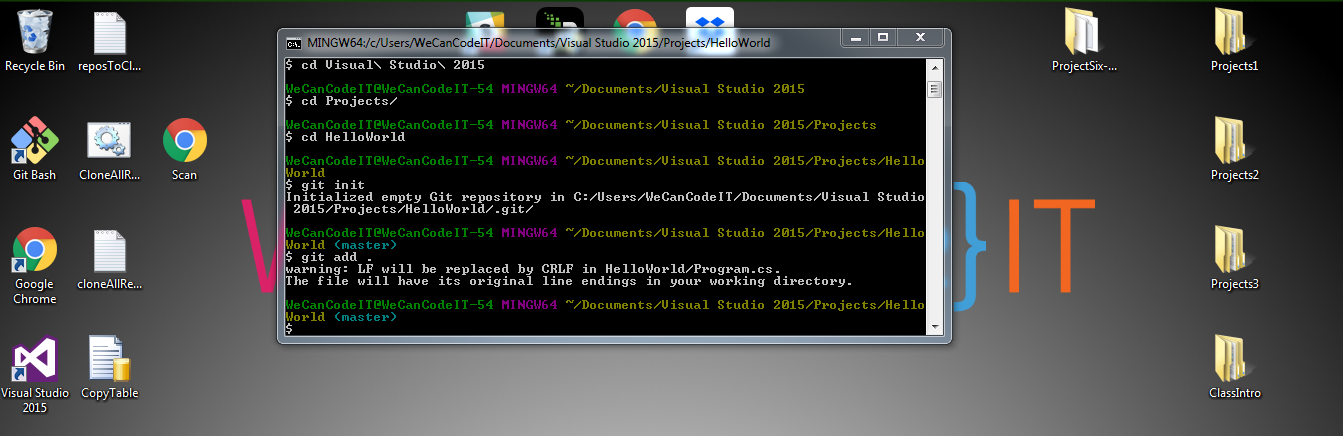 MINGW64:/c/Users/WeCanCodeIT/Documents/Visual Studio 2015/Projects/HelloWorld
$ cd Visual\ Studio\ 2015
WeCanCodeIT@WeCanCodeIT-54 MINGW64 ~/Documents/Visual Studio 2015
$ cd Projects/
WeCanCodeIT@WeCanCodeIT-54 MINGW64 ~/Documents/Visual Studio 2015/Projects
$ cd HelloWorld
WeCanCodeIT@WeCanCodeIT-54 MINGW64 ~/Documents/Visual Studio 2015/Projects/Hello
World
$ git init
Initialized empty Git repository in C:/Users/WeCanCodeIT/Documents/Visual Studio
 2015/Projects/HelloWorld/.git/
WeCanCodeIT@WeCanCodeIT-54 MINGW64 ~/Documents/Visual Studio 2015/Projects/Hello
World (master)
$ git add .
warning: LF will be replaced by CRLF in HelloWorld/Program.cs.
The file will have its original line endings in your working directory.
WeCanCodeIT@WeCanCodeIT-54 MINGW64 ~/Documents/Visual Studio 2015/Projects/Hello
World (master)
$
Recycle Bin
reposToCl...
Git Bash
CloneAllR...
Scan
Google
Chrome
cloneAllRe...
Visual Studio
2015
CopyTable
}IT
ProjectSix-...
Projects1
Projects2
Projects3
ClassIntro